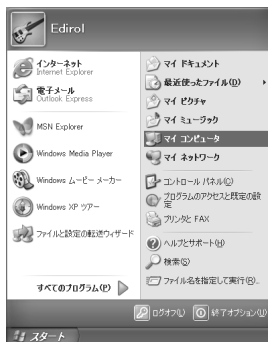 Edirol
インターネット
Internet Explorer
電子メール
Outlook Express
MSN Explorer
Windows Media Player
Windows ムービー メーカー
Windows XP ツアー
ファイルと設定の転送ウィザード
すべてのプログラム(P)
マイ ドキュメント
最近使ったファイル(D)
マイ ピクチャ
マイ ミュージック
マイ コンピュータ
マイ ネットワーク
コントロール パネル(C)
プログラムのアクセスと既定の設
定
プリンタと FAX
ヘルプとサポート(H)
検索(S)
ファイル名を指定して実行(R)...
ログオフ(L)
終了オプション(U)
スタート